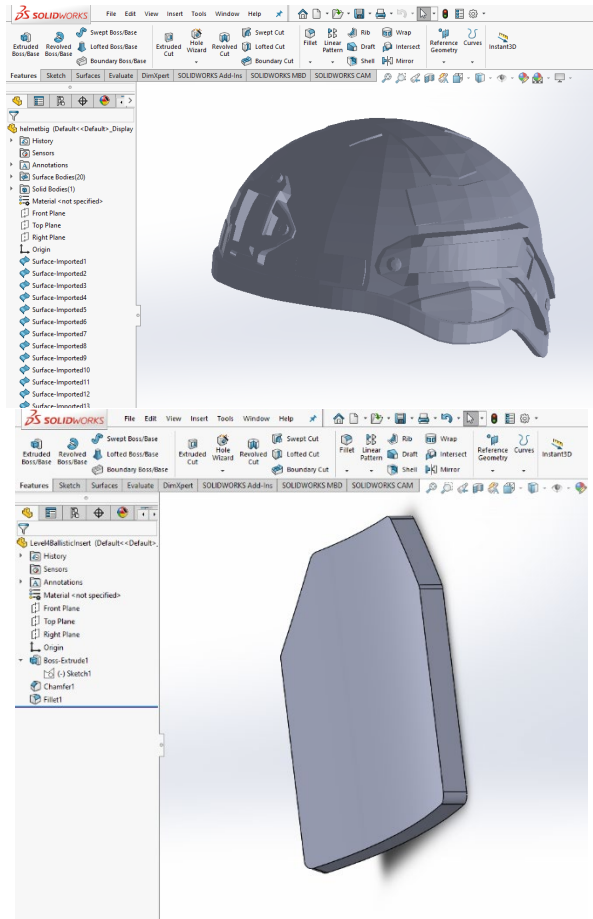 SOLIDWORKS File Edit View Insert Tools Window Help
Extruded Boss/Base Revolved Boss/Base Swept Boss/Base Lofted Boss/Base Boundary Boss/Base Extruded Cut Hole Wizard Revolved Cut Swept Cut Lofted Cut Boundary Cut Fillet Linear Pattern Rib Draft Shell Wrap Intersect Mirror Reference Geometry Curves Instant3D
Features Sketch Surfaces Evaluate DimXpert SOLIDWORKS Add-Ins SOLIDWORKS MBD SOLIDWORKS CAM
helmetbig (Default<<Default>_Display
History
Sensors
Annotations
Surface Bodies(20)
Solid Bodies(1)
Material <not specified>
Front Plane
Top Plane
Right Plane
Origin
Surface-Imported1
Surface-Imported2
Surface-Imported3
Surface-Imported4
Surface-Imported5
Surface-Imported6
Surface-Imported7
Surface-Imported8
Surface-Imported9
Surface-Imported10
Surface-Imported11
Surface-Imported12
Surface-Imported13
SOLIDWORKS File Edit View Insert Tools Window Help
Extruded Boss/Base Revolved Boss/Base Swept Boss/Base Lofted Boss/Base Boundary Boss/Base Extruded Cut Hole Wizard Revolved Cut Swept Cut Lofted Cut Boundary Cut Fillet Linear Pattern Rib Draft Shell Wrap Intersect Mirror Reference Geometry Curves Instant3D
Features Sketch Surfaces Evaluate DimXpert SOLIDWORKS Add-Ins SOLIDWORKS MBD SOLIDWORKS CAM
Level4BallisticInsert (Default<<Default>_
History
Sensors
Annotations
Material <not specified>
Front Plane
Top Plane
Right Plane
Origin
Boss-Extrude1
(-) Sketch1
Chamfer1
Fillet1